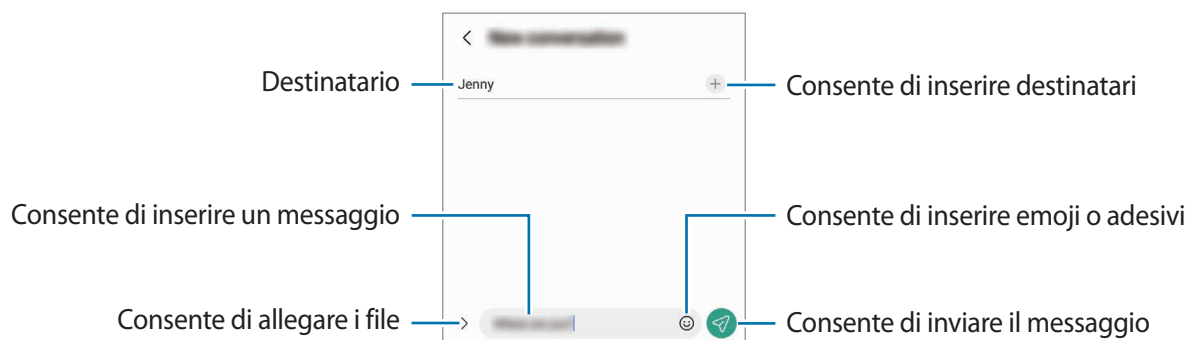 Destinatario
Jenny
Consente di inserire destinatari
Consente di inserire un messaggio
Consente di inserire emoji o adesivi
Consente di allegare i file
Consente di inviare il messaggio